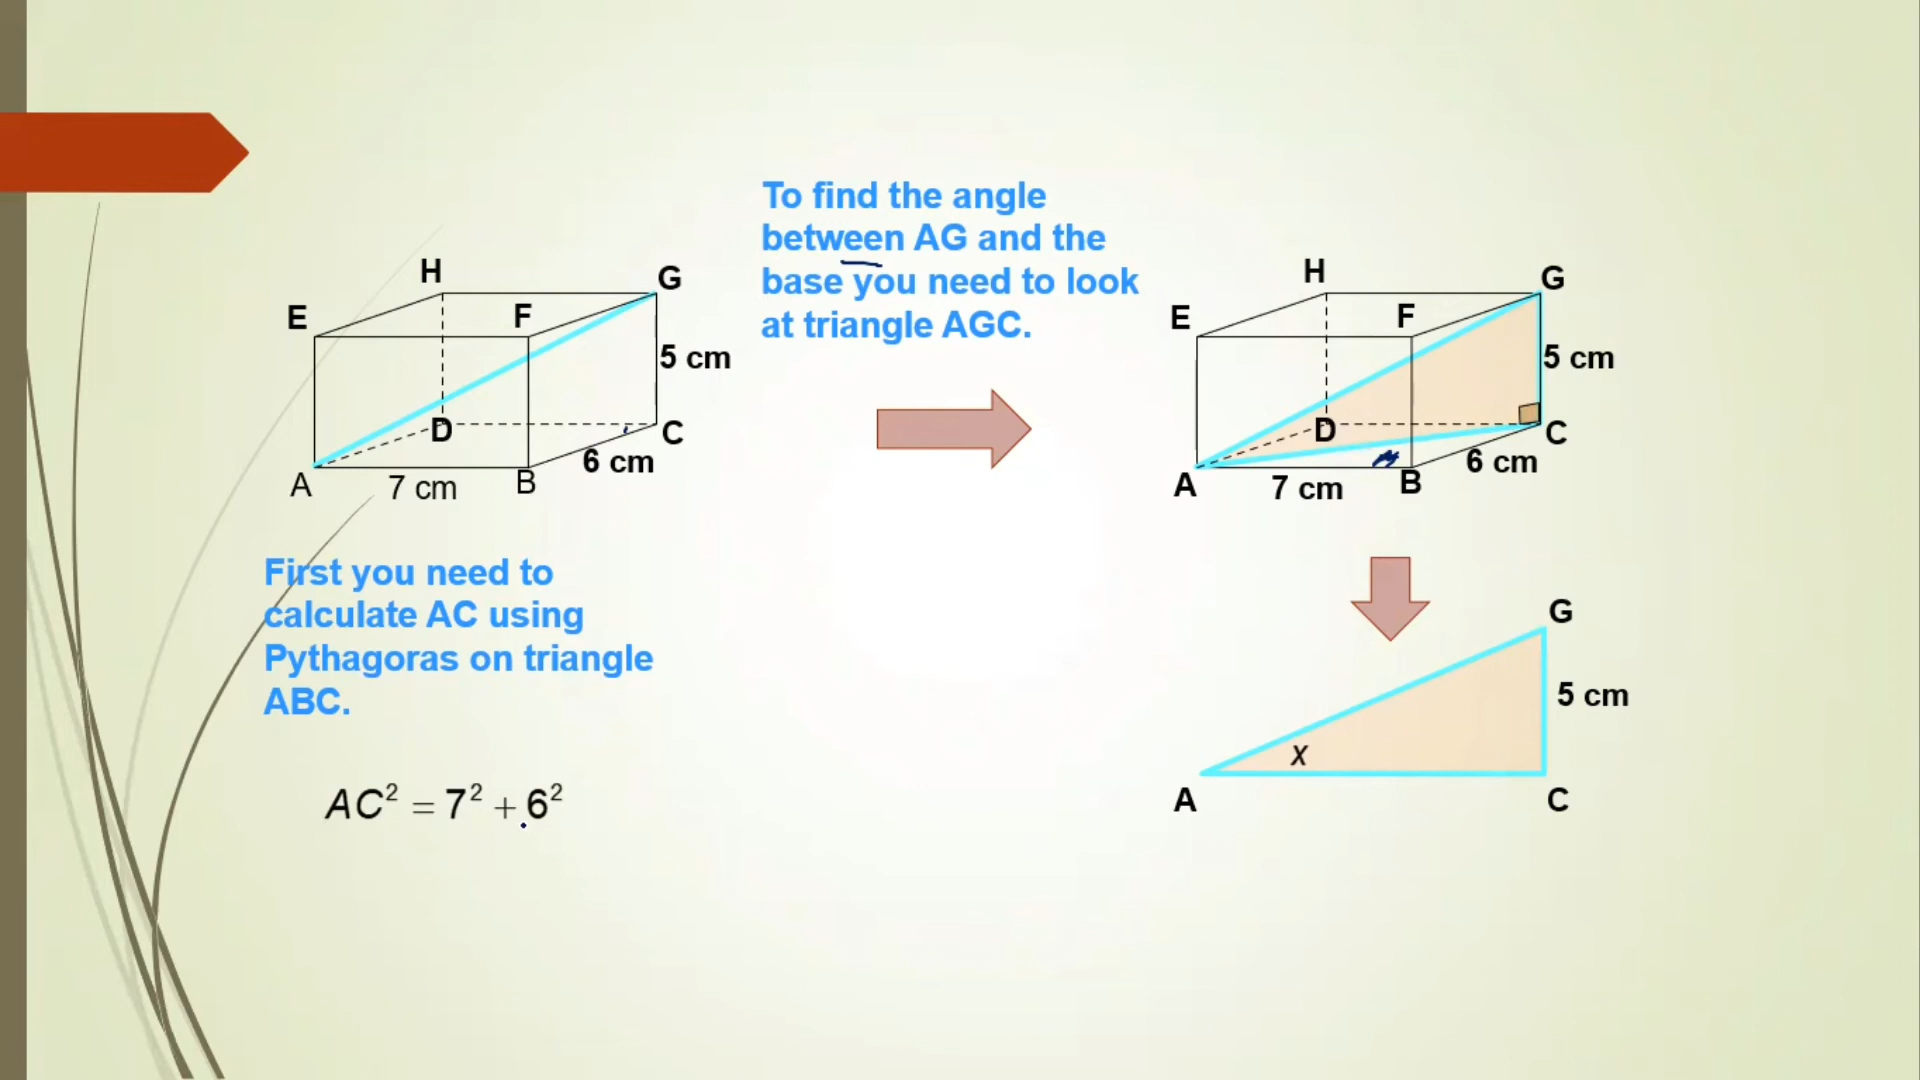 To find the angle
between AG and the
base you need to look
at triangle AGC.
H
G
E
F
5 cm
D
C
6 cm
A
7 cm
B
H
G
E
F
5 cm
D
C
6 cm
A
7 cm
B
First you need to
calculate AC using
Pythagoras on triangle
ABC.
AC² = 7² + 6²
G
5 cm
x
A
C